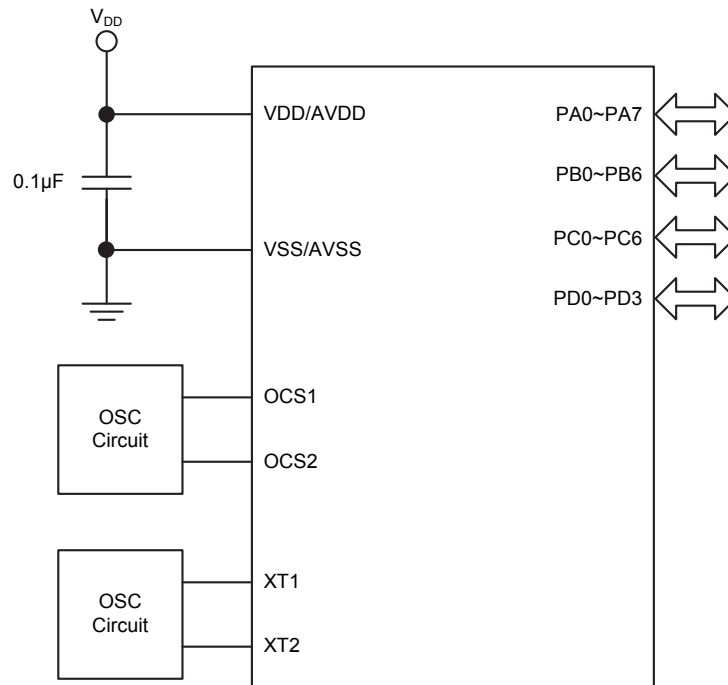 VDD
VDD/AVDD
PA0~PA7
PB0~PB6
0.1µF
PC0~PC6
VSS/AVSS
PD0~PD3
OSC
Circuit
OCS1
OCS2
OSC
Circuit
XT1
XT2